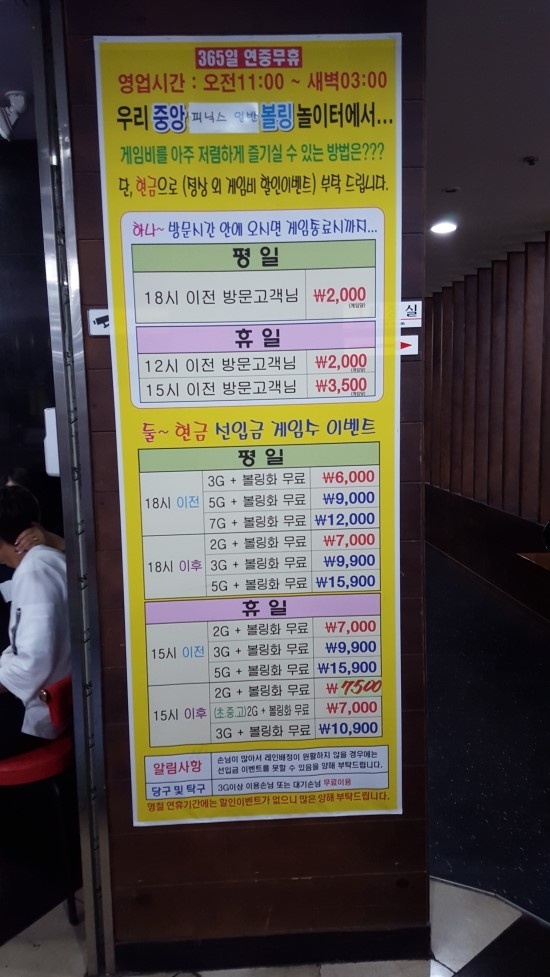 365일 연중무휴
영업시간 : 오전11:00 ~ 새벽03:00
우리 중앙 피닉스 일반 볼링 놀이터에서...
게임비를 아주 저렴하게 즐기실 수 있는 방법은???
단, 현금으로 (평상 외 게임비 할인이벤트) 부탁 드립니다.
하나~ 방문시간 안에 오시면 게임종료시까지...
평 일
18시 이전 방문고객님 ₩2,000
휴 일
12시 이전 방문고객님 ₩2,000
15시 이전 방문고객님 ₩3,500
둘~ 현금 선입금 게임수 이벤트
평 일
18시 이전
3G + 볼링화 무료 ₩6,000
5G + 볼링화 무료 ₩9,000
7G + 볼링화 무료 ₩12,000
18시 이후
2G + 볼링화 무료 ₩7,000
3G + 볼링화 무료 ₩9,900
5G + 볼링화 무료 ₩15,900
휴 일
15시 이전
2G + 볼링화 무료 ₩7,000
3G + 볼링화 무료 ₩9,900
5G + 볼링화 무료 ₩15,900
15시 이후
2G + 볼링화 무료 ₩7500
(초.중.고)2G + 볼링화 무료 ₩7,000
3G + 볼링화 무료 ₩10,900
알림사항
손님이 많아서 레인배정이 원활하지 않을 경우에는
선입금 이벤트를 못할 수 있음을 양해 부탁드립니다.
당구 및 탁구 3G이상 이용손님 또는 대기손님 무료이용
명절 연휴기간에는 할인이벤트가 없으니 많은 양해 부탁드립니다.
실